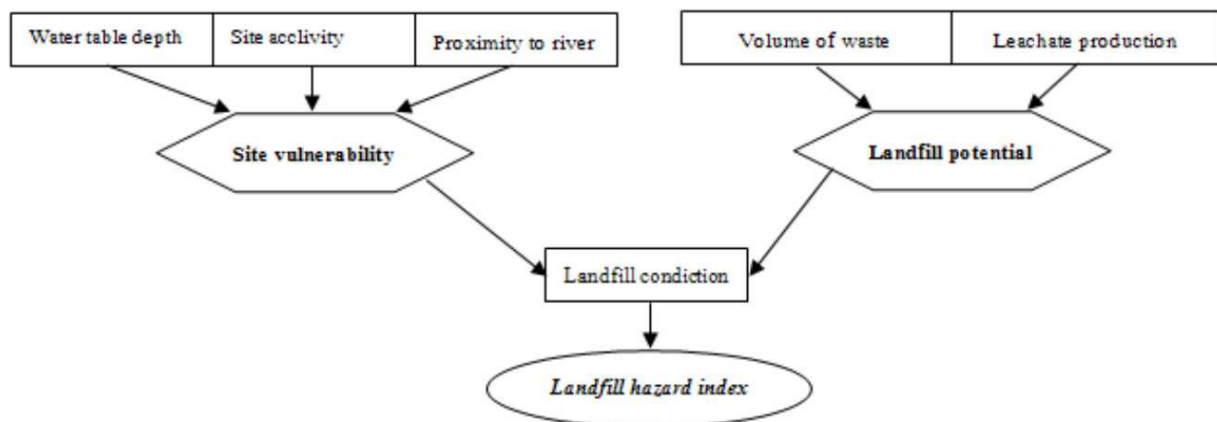 Water table depth
Site acclivity
Proximity to river
Volume of waste
Leachate production
Site vulnerability
Landfill potential
Landfill condiction
Landfill hazard index